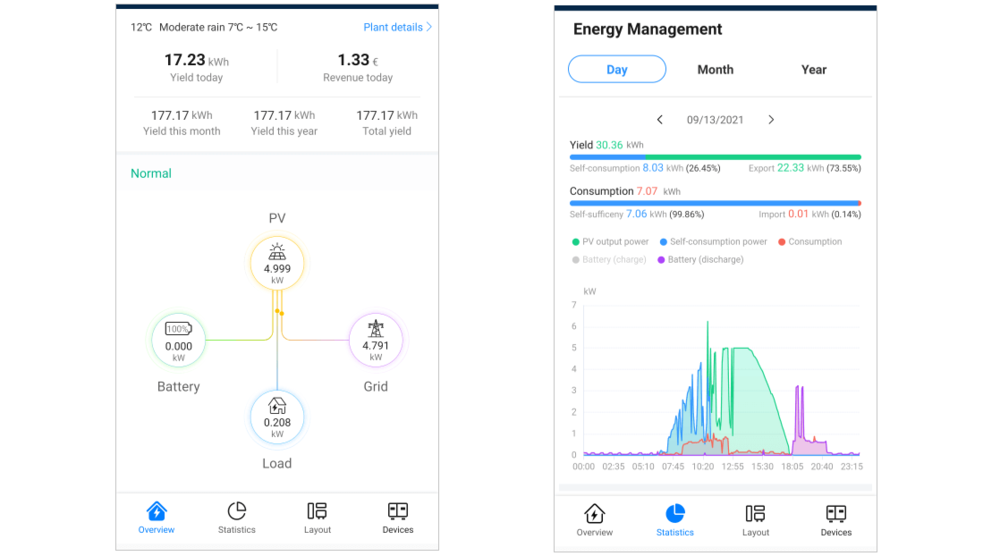 12℃ Moderate rain 7℃ ~ 15℃ Plant details >
17.23 kWh
Yield today
1.33 €
Revenue today
177.17 kWh
Yield this month
177.17 kWh
Yield this year
177.17 kWh
Total yield
Normal
PV
4.999
kW
100%
0.000
kW
Battery
4.791
kW
Grid
0.208
kW
Load
Overview
Statistics
Layout
Devices
Energy Management
Day Month Year
< 09/13/2021 >
Yield 30.36 kWh
Self-consumption 8.03 kWh (26.45%) Export 22.33 kWh (73.55%)
Consumption 7.07 kWh
Self-sufficeny 7.06 kWh (99.86%) Import 0.01 kWh (0.14%)
PV output power Self-consumption power Consumption
Battery (charge) Battery (discharge)
kW
7
6
5
4
3
2
1
0
00:00 02:35 05:10 07:45 10:20 12:55 15:30 18:05 20:40 23:15
Overview
Statistics
Layout
Devices